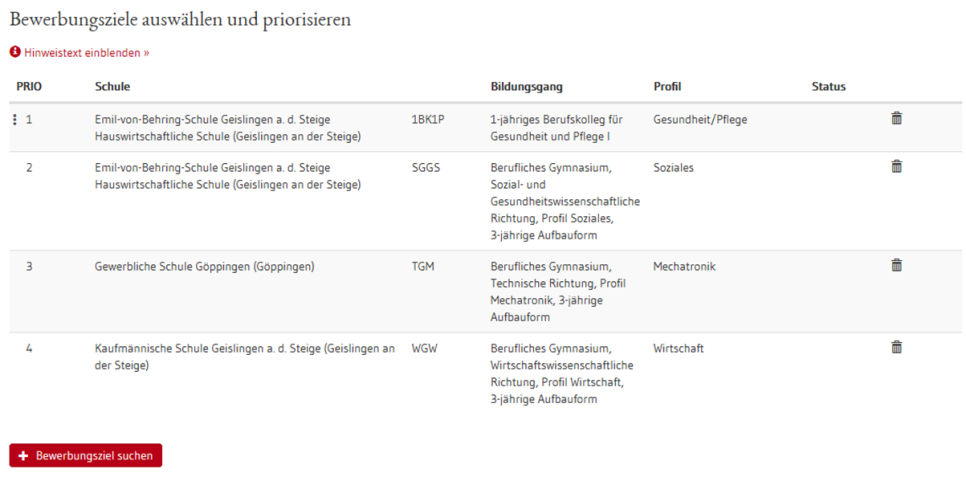 Bewerbungsziele auswählen und priorisieren
Hinweistext einblenden »
PRIO Schule Bildungsgang Profil Status
1 Emil-von-Behring-Schule Geislingen a. d. Steige 1BK1P 1-jähriges Berufskolleg für Gesundheit/Pflege
Hauswirtschaftliche Schule (Geislingen an der Steige) Gesundheit und Pflege I
2 Emil-von-Behring-Schule Geislingen a. d. Steige SGGS Berufliches Gymnasium, Soziales
Hauswirtschaftliche Schule (Geislingen an der Steige) Sozial- und
Gesundheitswissenschaftliche
Richtung, Profil Soziales,
3-jährige Aufbauform
3 Gewerbliche Schule Göppingen (Göppingen) TGM Berufliches Gymnasium, Mechatronik
Technische Richtung, Profil
Mechatronik, 3-jährige
Aufbauform
4 Kaufmännische Schule Geislingen a. d. Steige (Geislingen an WGW Berufliches Gymnasium, Wirtschaft
der Steige) Wirtschaftswissenschaftliche
Richtung, Profil Wirtschaft,
3-jährige Aufbauform
+ Bewerbungsziel suchen